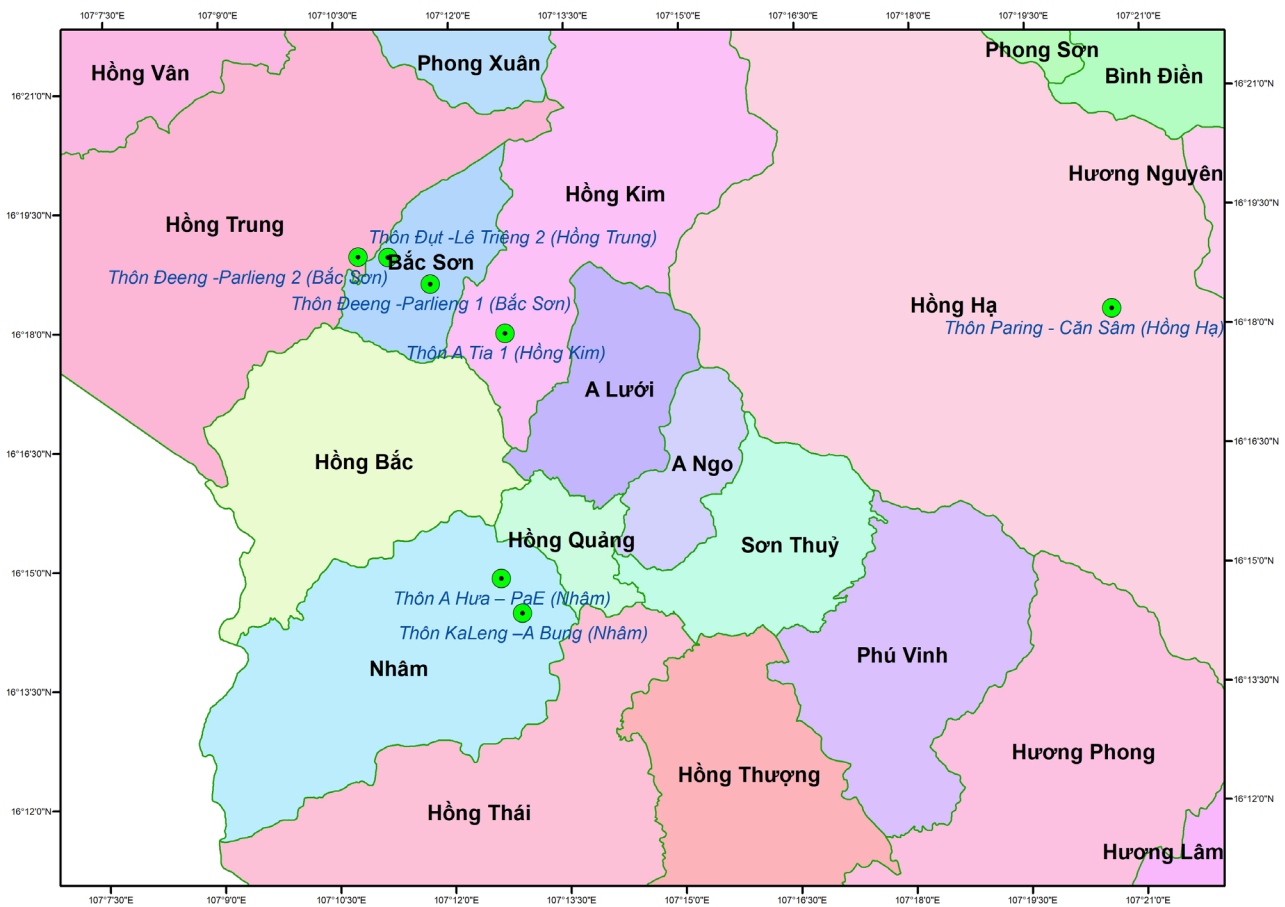 107°7'30"E 107°9'0"E 107°10'30"E 107°12'0"E 107°13'30"E 107°15'0"E 107°16'30"E 107°18'0"E 107°19'30"E 107°21'0"E
Phong Sơn
Phong Xuân
Hồng Vân
Bình Điền
16°21'0"N 16°21'0"N
Hương Nguyên
Hồng Kim
16°19'30"N 16°19'30"N
Hồng Trung
Thôn Đụt -Lê Triêng 2 (Hồng Trung)
Bắc Sơn
Thôn Đeeng -Parlieng 2 (Bắc Sơn)
Thôn Đeeng -Parlieng 1 (Bắc Sơn)
Hồng Hạ
Thôn Paring - Căn Sâm (Hồng Hạ)
16°18'0"N 16°18'0"N
Thôn A Tia 1 (Hồng Kim)
A Lưới
16°16'30"N 16°16'30"N
Hồng Bắc
A Ngo
Hồng Quảng
Sơn Thuỷ
16°15'0"N 16°15'0"N
Thôn A Hưa – PaE (Nhâm)
Thôn KaLeng –A Bung (Nhâm)
Phú Vinh
Nhâm
16°13'30"N 16°13'30"N
Hương Phong
Hồng Thượng
16°12'0"N 16°12'0"N
Hồng Thái
Hương Lâm
107°7'30"E 107°9'0"E 107°10'30"E 107°12'0"E 107°13'30"E 107°15'0"E 107°16'30"E 107°18'0"E 107°19'30"E 107°21'0"E